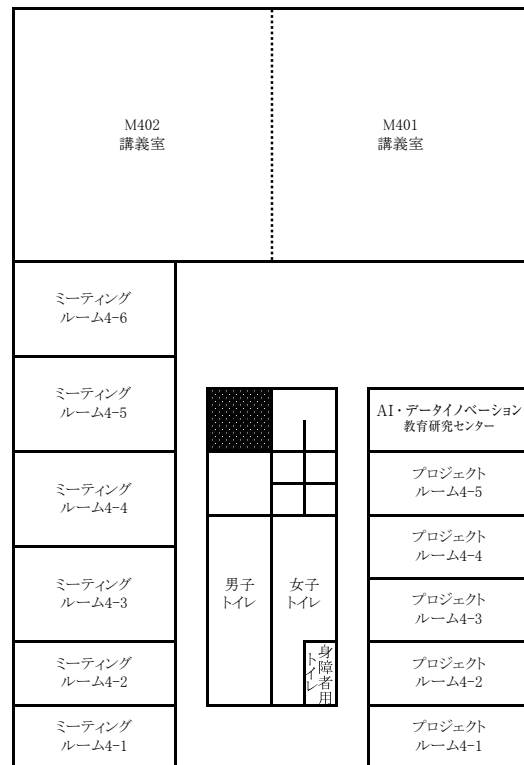 M402
講義室
M401
講義室
ミーティング
ルーム4-6
ミーティング
ルーム4-5
AI・データイノベーション
教育研究センター
ミーティング
ルーム4-4
プロジェクト
ルーム4-5
プロジェクト
ルーム4-4
ミーティング
ルーム4-3
男子
トイレ
女子
トイレ
プロジェクト
ルーム4-3
ミーティング
ルーム4-2
身障者用
トイレ
プロジェクト
ルーム4-2
ミーティング
ルーム4-1
プロジェクト
ルーム4-1